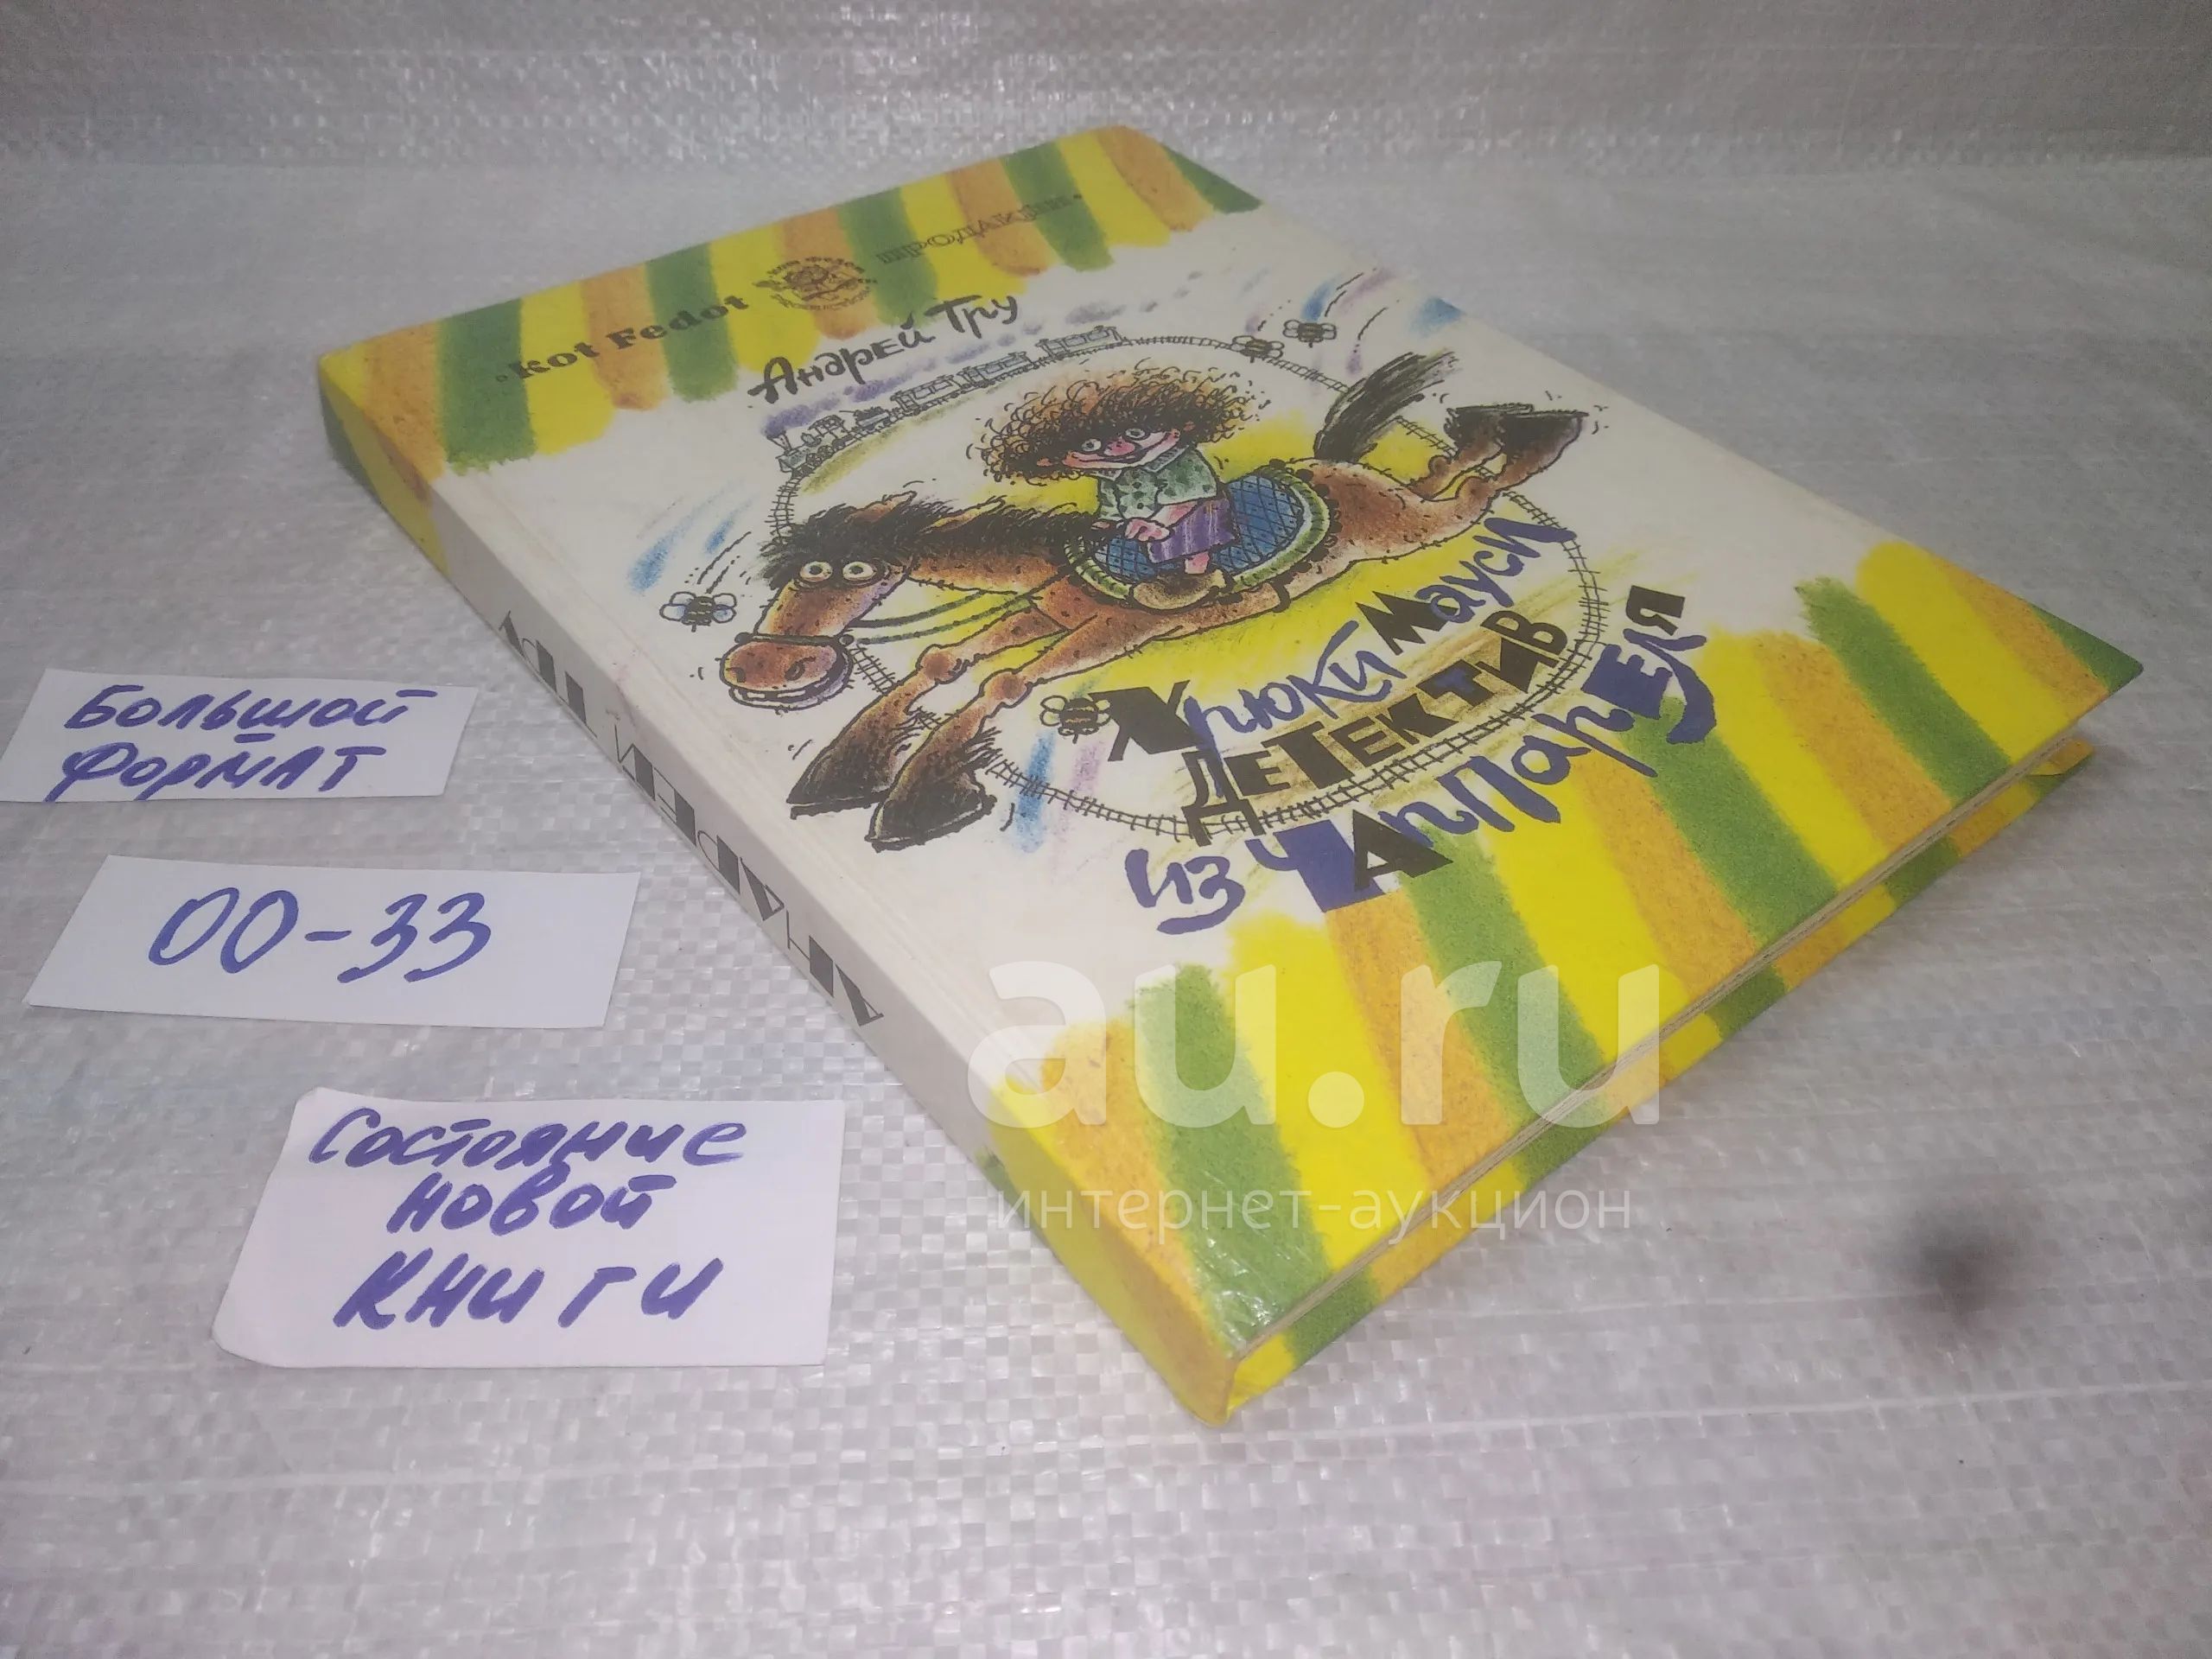 „Kot Fedot продакшн“
Андрей Тру
Хрюки Мауси
детектив
из Чаппареля
АНДРЕЙ ТРУ
Большой
формат
00-33
Состояние
новой
книги
au.ru
интернет-аукцион